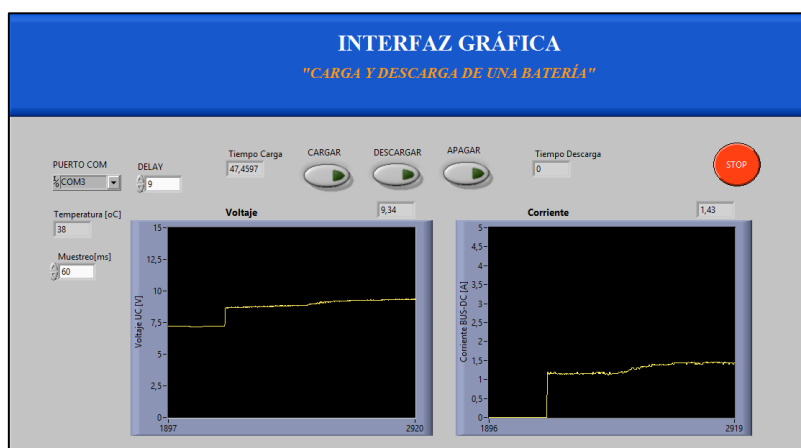 INTERFAZ GRÁFICA
"CARGA Y DESCARGA DE UNA BATERÍA"
PUERTO COM
COM3
DELAY
9
Tiempo Carga
47,4597
CARGAR
DESCARGAR
APAGAR
Tiempo Descarga
0
STOP
Temperatura [oC]
38
Muestreo[ms]
60
Voltaje
9,34
Voltaje UC [V]
15
12,5
10
7,5
5
2,5
0
1897
2920
Corriente
1,43
Corriente BUS-DC [A]
5
4,5
4
3,5
3
2,5
2
1,5
1
0,5
0
1896
2919